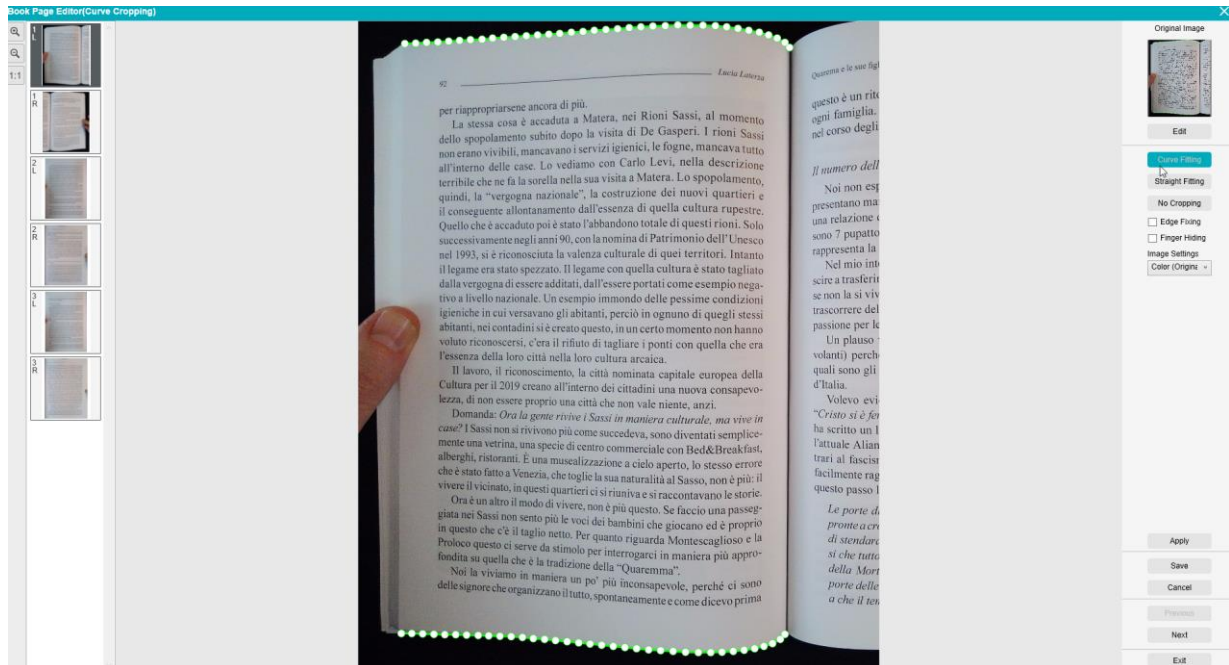 Book Page Editor(Curve Cropping)
1:1
1
L
1
R
2
L
2
R
3
L
3
R
92
Lucia Laterza
per riappropriarsene ancora di più.
La stessa cosa è accaduta a Matera, nei Rioni Sassi, al momento
dello spopolamento subito dopo la visita di De Gasperi. I rioni Sassi
non erano vivibili, mancavano i servizi igienici, le fogne, mancava tutto
all'interno delle case. Lo vediamo con Carlo Levi, nella descrizione
terribile che ne fa la sorella nella sua visita a Matera. Lo spopolamento,
quindi, la “vergogna nazionale”, la costruzione dei nuovi quartieri e
il conseguente allontanamento dall'essenza di quella cultura rupestre.
Quello che è accaduto poi è stato l'abbandono totale di questi rioni. Solo
successivamente negli anni 90, con la nomina di Patrimonio dell'Unesco
nel 1993, si è riconosciuta la valenza culturale di quei territori. Intanto
il legame era stato spezzato. Il legame con quella cultura è stato tagliato
dalla vergogna di essere additati, dall'essere portati come esempio nega-
tivo a livello nazionale. Un esempio immondo delle pessime condizioni
igieniche in cui versavano gli abitanti, perciò in ognuno di quegli stessi
abitanti, nei contadini si è creato questo, in un certo momento non hanno
voluto riconoscersi, c'era il rifiuto di tagliare i ponti con quella che era
l'essenza della loro città nella loro cultura arcaica.
Il lavoro, il riconoscimento, la città nominata capitale europea della
Cultura per il 2019 creano all'interno dei cittadini una nuova consapevo-
lezza, di non essere proprio una città che non vale niente, anzi.
Domanda: Ora la gente rivive i Sassi in maniera culturale, ma vive in
case? I Sassi non si rivivono più come succedeva, sono diventati semplice-
mente una vetrina, una specie di centro commerciale con Bed&Breakfast,
alberghi, ristoranti. È una musealizzazione a cielo aperto, lo stesso errore
che è stato fatto a Venezia, che toglie la sua naturalità al Sasso, non è più: il
vivere il vicinato, in questi quartieri ci si riuniva e si raccontavano le storie.
Ora è un altro il modo di vivere, non è più questo. Se faccio una passeg-
giata nei Sassi non sento più le voci dei bambini che giocano ed è proprio
in questo che c'è il taglio netto. Per quanto riguarda Montescaglioso e la
Proloco questo ci serve da stimolo per interrogarci in maniera più appro-
fondita su quella che è la tradizione della “Quaremma”.
Noi la viviamo in maniera un po' più inconsapevole, perché ci sono
delle signore che organizzano il tutto, spontaneamente e come dicevo prima
Quarema e le sue figl
questo è un rito
ogni famiglia.
nel corso degli
Il numero dell
Noi non esp
presentano ma
una relazione
sono 7 pupatto
rappresenta la
Nel mio int
scire a trasferir
se non la si viv
trascorrere del
passione per lo
Un plauso
volanti) perch
quali sono gli
d'Italia.
Volevo evi
“Cristo si è fer
ha scritto un l
l'attuale Alian
trari al fascis
facilmente rag
questo passo l
Le porte d
pronte a cr
di stendard
sì che tutto
della Mort
porte delle
a che il ten
Original Image
Edit
Curve Fitting
Straight Fitting
No Cropping
Edge Fixing
Finger Hiding
Image Settings
Color (Origina
Apply
Save
Cancel
Previous
Next
Exit